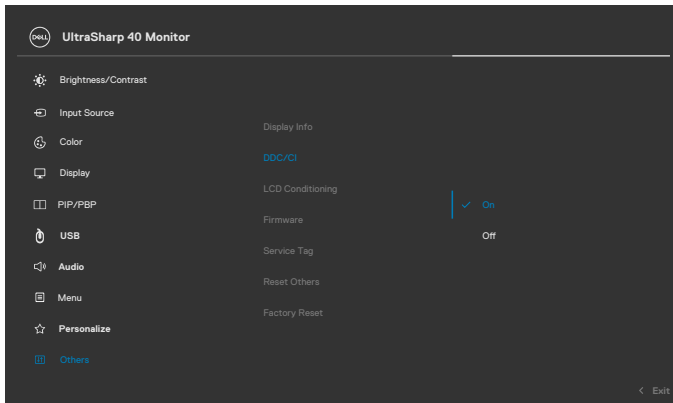 DELL UltraSharp 40 Monitor
Brightness/Contrast
Input Source
Color
Display
PIP/PBP
USB
Audio
Menu
Personalize
Others
Display Info
DDC/CI
LCD Conditioning
Firmware
Service Tag
Reset Others
Factory Reset
On
Off
Exit